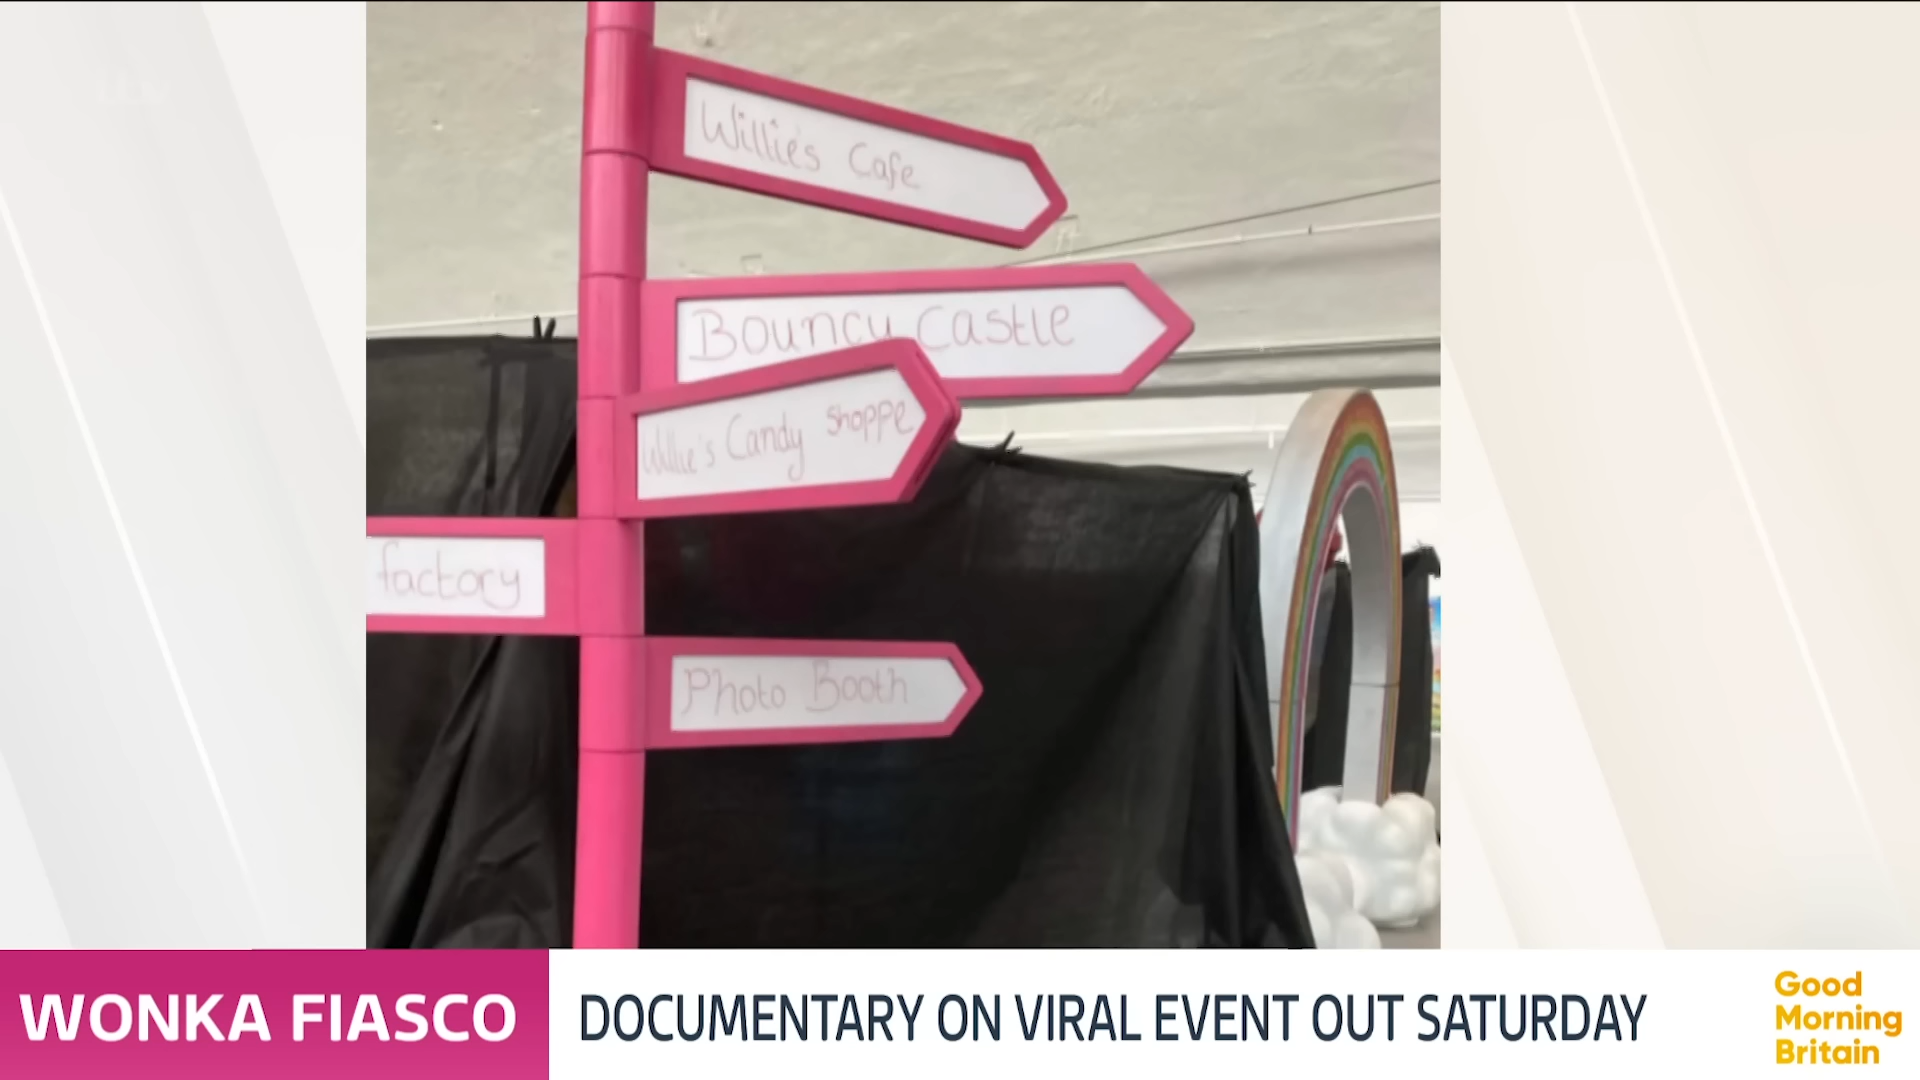 itv
Willie's Cafe
Bouncy Castle
Willie's Candy Shoppe
factory
Photo Booth
WONKA FIASCO
DOCUMENTARY ON VIRAL EVENT OUT SATURDAY
Good
Morning
Britain